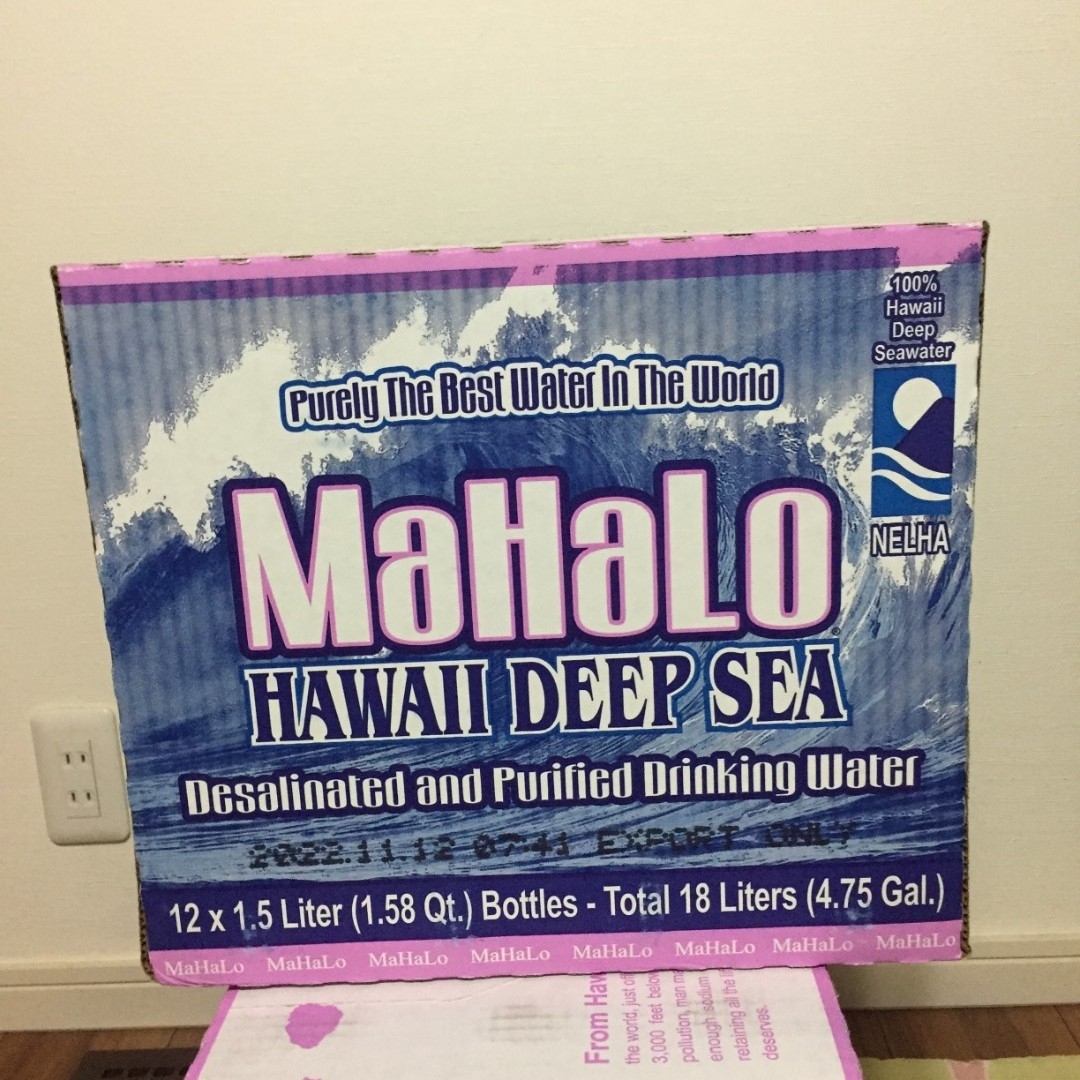 100%
Hawaii
Deep
Seawater
Purely The Best Water In The World
NELHA
MaHaLo®
HAWAII DEEP SEA
Desalinated and Purified Drinking Water
2022.11.12 07:41 EXPORT ONLY
12 x 1.5 Liter (1.58 Qt.) Bottles - Total 18 Liters (4.75 Gal.)
MaHaLo MaHaLo MaHaLo MaHaLo MaHaLo MaHaLo MaHaLo MaHaLo
From Haw
the world, just of
3,000 feet below
pollution, man m
enough sodium
retaining all the
deserves.